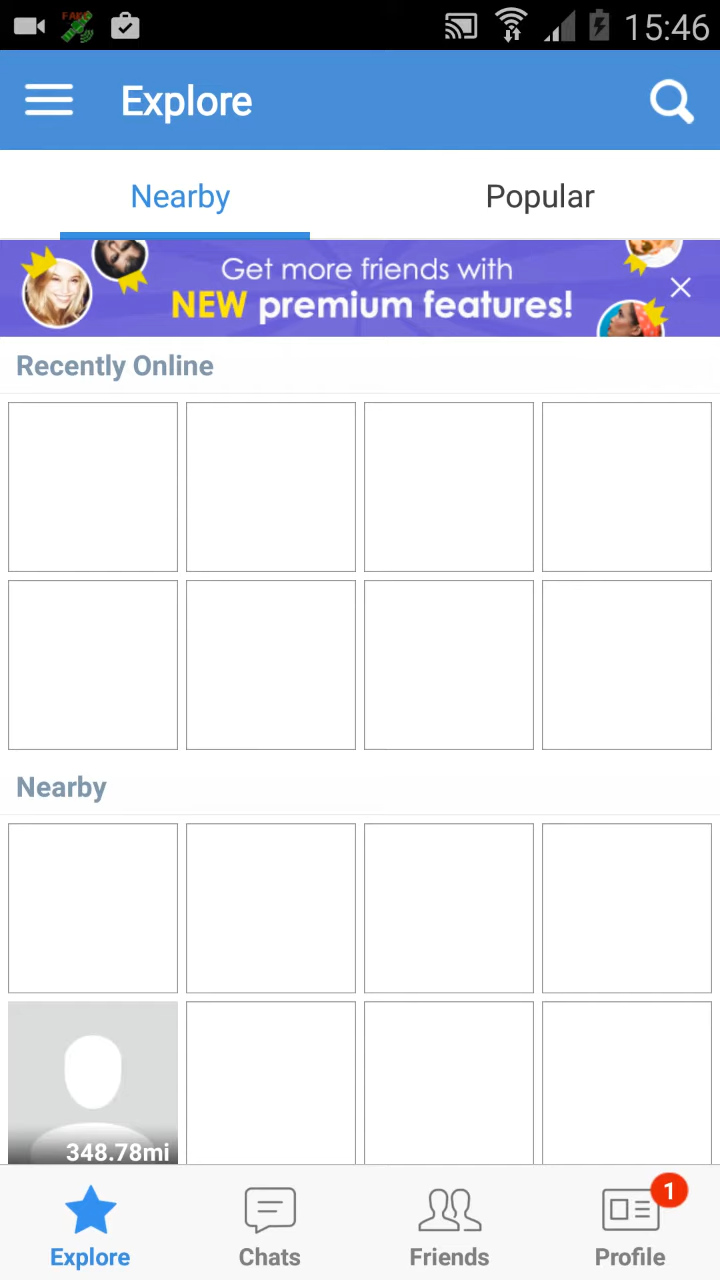 FAKE
15:46
Explore
Nearby
Popular
Get more friends with
NEW premium features!
Recently Online
Nearby
348.78mi
1
Explore
Chats
Friends
Profile